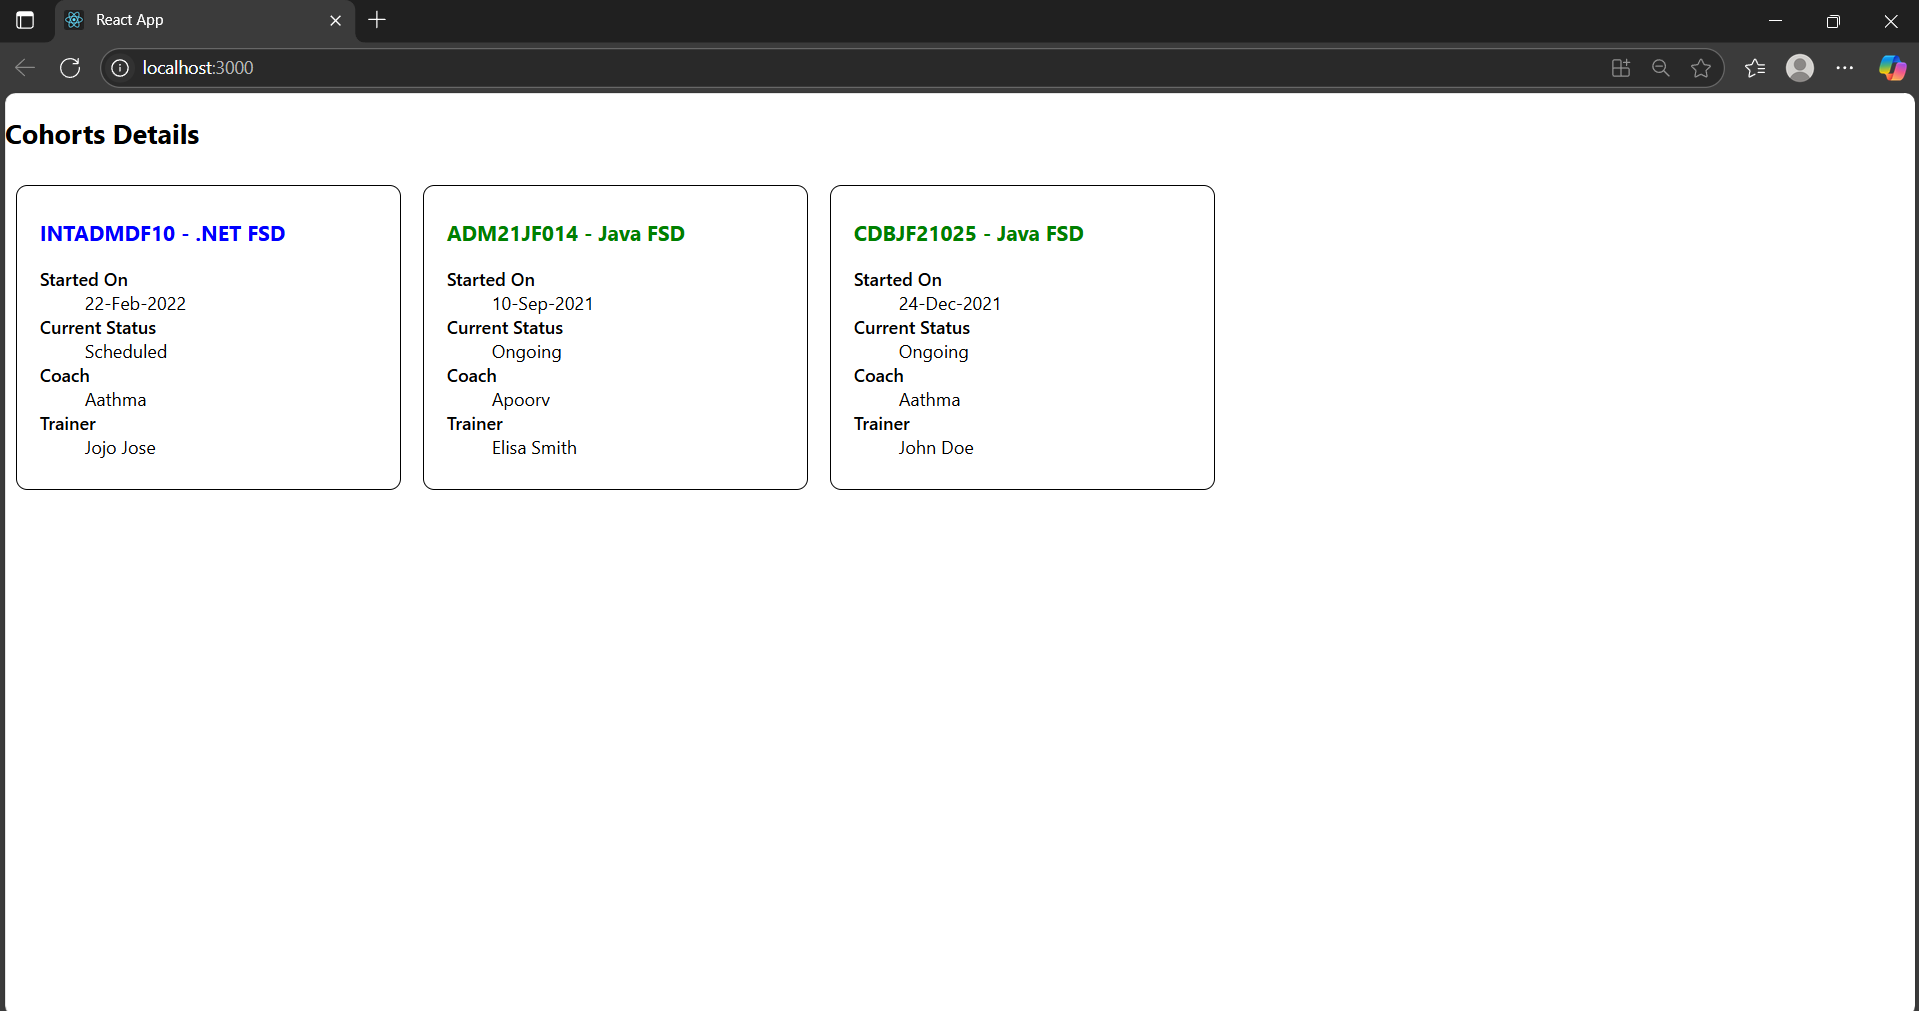 React App
localhost:3000
Cohorts Details
INTADMDF10 - .NET FSD
Started On
22-Feb-2022
Current Status
Scheduled
Coach
Aathma
Trainer
Jojo Jose
ADM21JF014 - Java FSD
Started On
10-Sep-2021
Current Status
Ongoing
Coach
Apoorv
Trainer
Elisa Smith
CDBJF21025 - Java FSD
Started On
24-Dec-2021
Current Status
Ongoing
Coach
Aathma
Trainer
John Doe